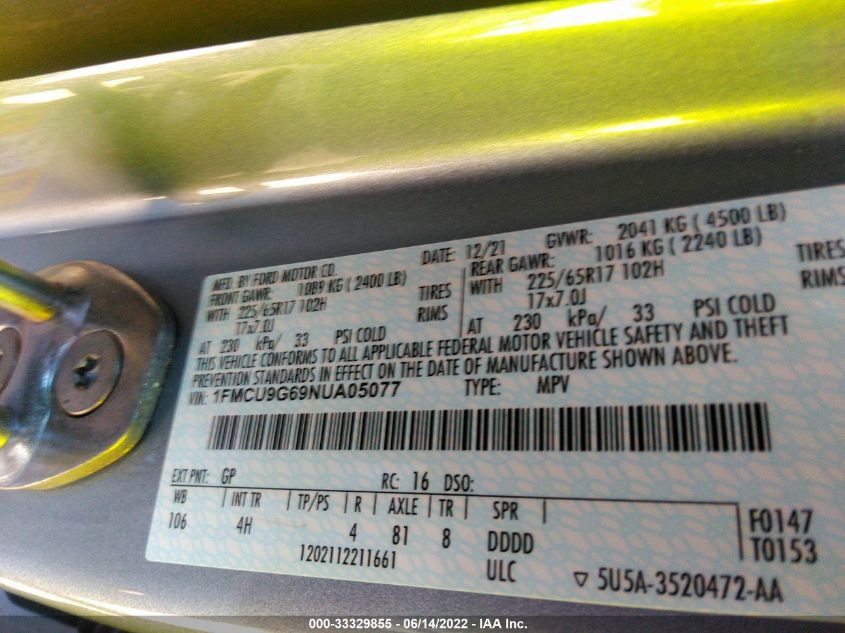 MFD. BY FORD MOTOR CO. DATE: 12/21 GVWR: 2041 KG ( 4500 LB)
FRONT GAWR: 1089 KG ( 2400 LB) REAR GAWR: 1016 KG ( 2240 LB)
WITH 225/65R17 102H TIRES WITH 225/65R17 102H TIRES
17x7.0J RIMS 17x7.0J RIMS
AT 230 kPa/ 33 PSI COLD AT 230 kPa/ 33 PSI COLD
THIS VEHICLE CONFORMS TO ALL APPLICABLE FEDERAL MOTOR VEHICLE SAFETY AND THEFT
PREVENTION STANDARDS IN EFFECT ON THE DATE OF MANUFACTURE SHOWN ABOVE.
VIN: 1FMCU9G69NUA05077 TYPE: MPV
EXT PNT: GP RC: 16 DSO:
WB INT TR TP/PS R AXLE TR SPR F0147
106 4H 4 81 8 DDDD T0153
1202112211661 ULC 5U5A-3520472-AA
000-33329855 - 06/14/2022 - IAA Inc.